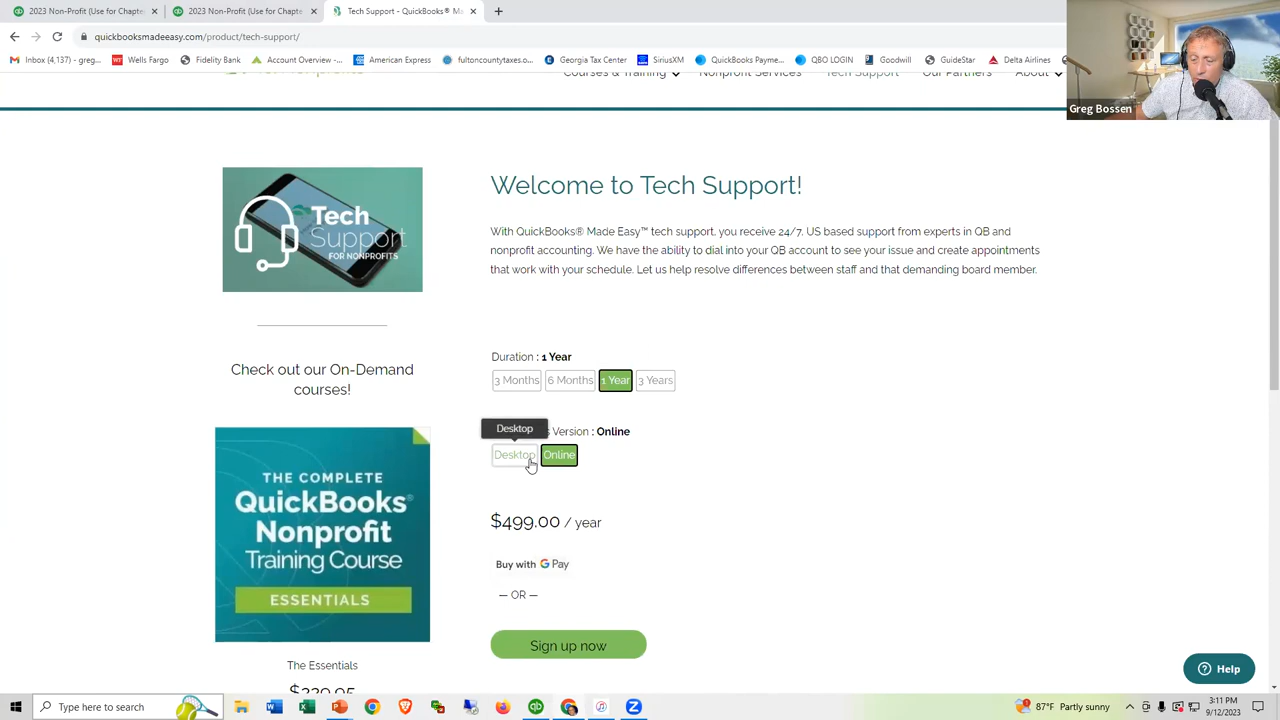 2023 Non-Profit (Use for Chapte
2023 Non-Profit (Use for Chapte
Tech Support - QuickBooks® Ma
quickbooksmadeeasy.com/product/tech-support/
Inbox (4,137) - greg...
Wells Fargo
Fidelity Bank
Account Overview -...
American Express
fultoncountytaxes.o...
Georgia Tax Center
SiriusXM
QuickBooks Payme...
QBO LOGIN
Goodwill
GuideStar
Delta Airlines
Courses & Training
Nonprofit Services
Tech Support
Our Partners
About
Greg Bossen
Tech
Support
FOR NONPROFITS
Check out our On-Demand
courses!
THE COMPLETE
QuickBooks®
Nonprofit
Training Course
ESSENTIALS
The Essentials
Welcome to Tech Support!
With QuickBooks® Made Easy™ tech support, you receive 24/7. US based support from experts in QB and
nonprofit accounting. We have the ability to dial into your QB account to see your issue and create appointments
that work with your schedule. Let us help resolve differences between staff and that demanding board member.
Duration : 1 Year
3 Months 6 Months 1 Year 3 Years
Desktop
s Version : Online
Desktop Online
$499.00 / year
Buy with G Pay
— OR —
Sign up now
Help
Type here to search
87°F Partly sunny
3:11 PM
9/12/2023